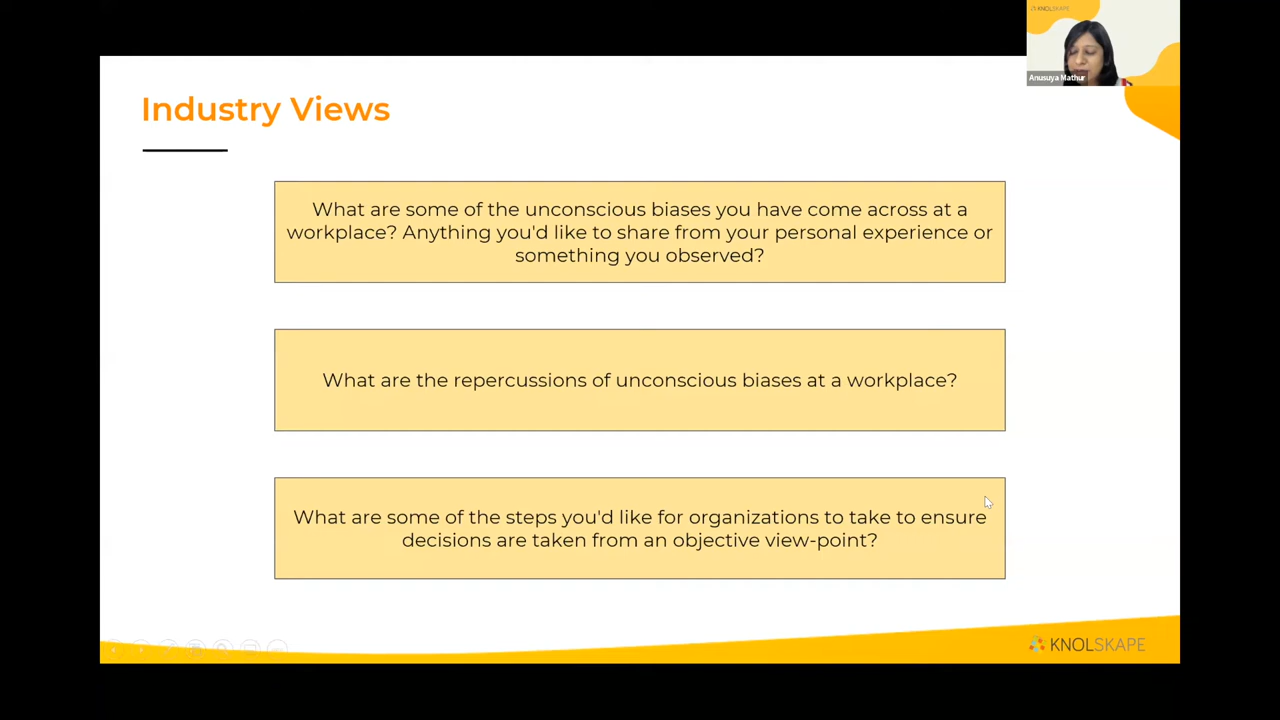 KNOLSKAPE
Anusuya Mathur
Industry Views
What are some of the unconscious biases you have come across at a
workplace? Anything you'd like to share from your personal experience or
something you observed?
What are the repercussions of unconscious biases at a workplace?
What are some of the steps you'd like for organizations to take to ensure
decisions are taken from an objective view-point?
KNOLSKAPE